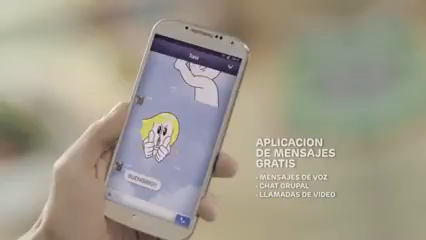 APLICACION
DE MENSAJES
GRATIS
- MENSAJES DE VOZ
- CHAT GRUPAL
- LLAMADAS DE VIDEO